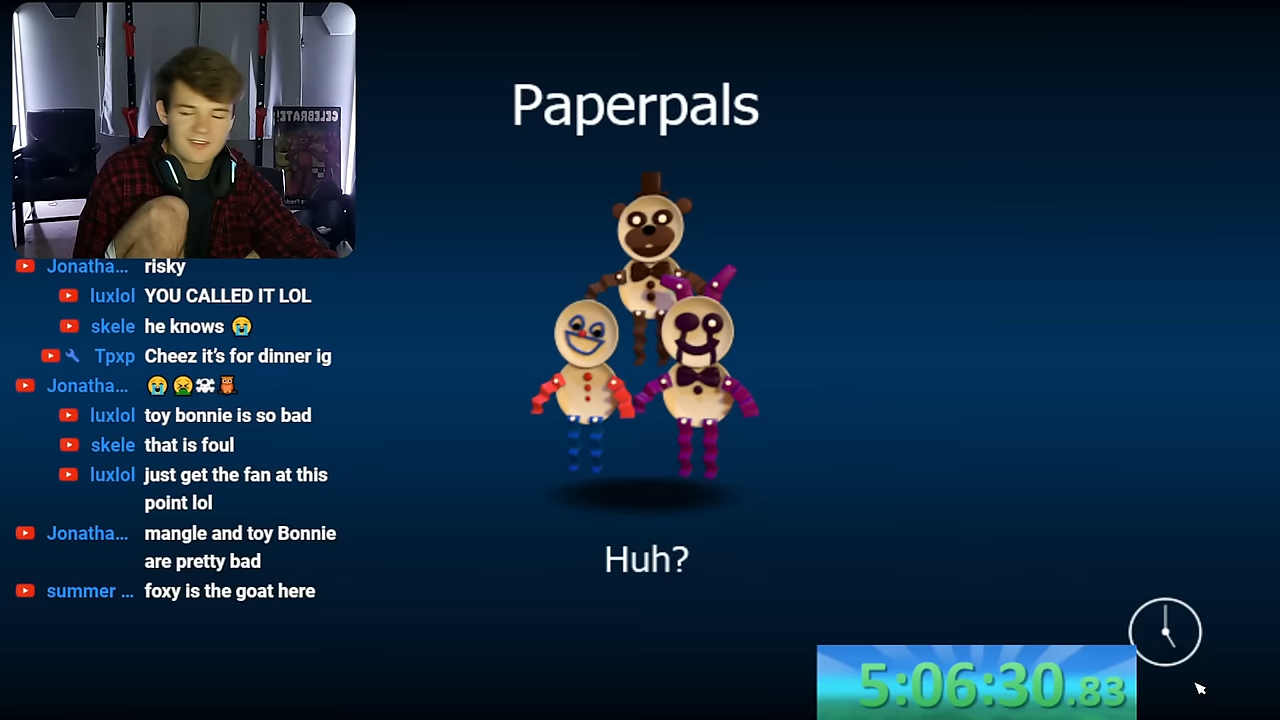 CELEBRATE!
Paperpals
Jonatha... risky
luxlol YOU CALLED IT LOL
skele he knows 😭
Tpxp Cheez it's for dinner ig
Jonatha... 😭🤮☠️🦉
luxlol toy bonnie is so bad
skele that is foul
luxlol just get the fan at this
point lol
Jonatha... mangle and toy Bonnie
are pretty bad
summer ... foxy is the goat here
Huh?
5:06:30.83